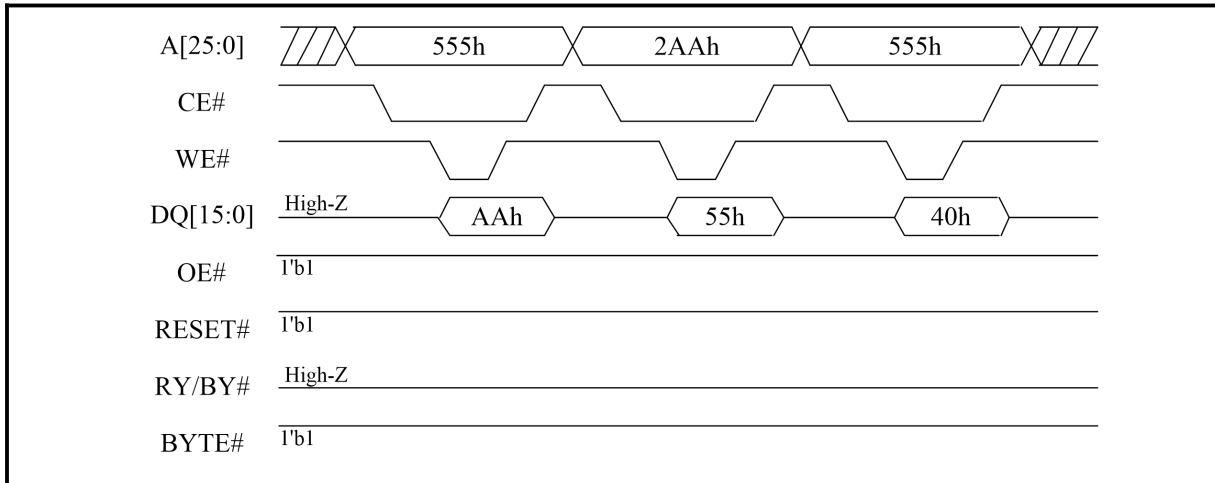 A[25:0] 555h 2AAh 555h
CE#
WE#
DQ[15:0] High-Z AAh 55h 40h
OE# 1'b1
RESET# 1'b1
RY/BY# High-Z
BYTE# 1'b1